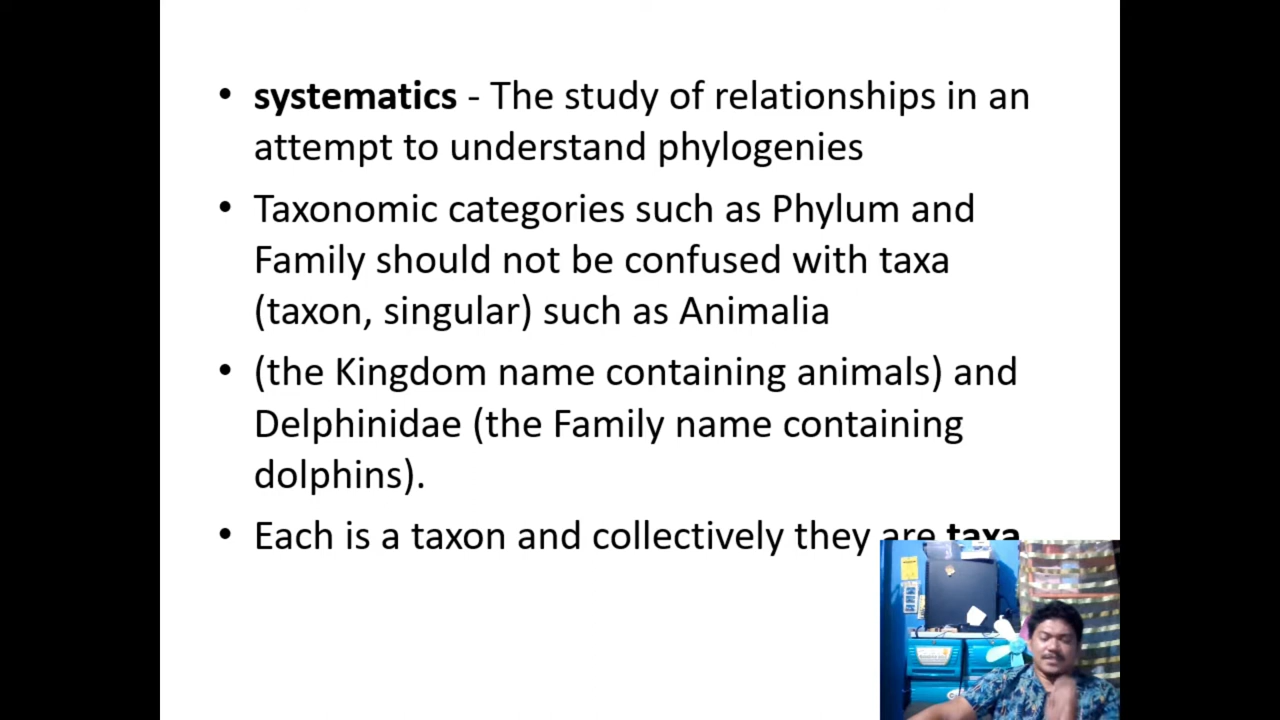 • systematics - The study of relationships in an
attempt to understand phylogenies
• Taxonomic categories such as Phylum and
Family should not be confused with taxa
(taxon, singular) such as Animalia
• (the Kingdom name containing animals) and
Delphinidae (the Family name containing
dolphins).
• Each is a taxon and collectively they are taxa